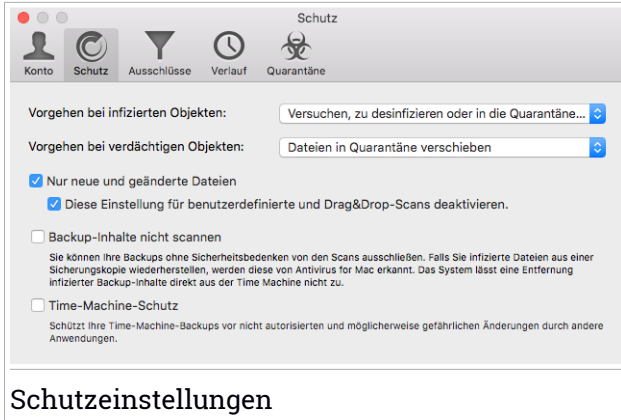 Schutz
Konto Schutz Ausschlüsse Verlauf Quarantäne
Vorgehen bei infizierten Objekten: Versuchen, zu desinfizieren oder in die Quarantäne...
Vorgehen bei verdächtigen Objekten: Dateien in Quarantäne verschieben
Nur neue und geänderte Dateien
Diese Einstellung für benutzerdefinierte und Drag&Drop-Scans deaktivieren.
Backup-Inhalte nicht scannen
Sie können Ihre Backups ohne Sicherheitsbedenken von den Scans ausschließen. Falls Sie infizierte Dateien aus einer
Sicherungskopie wiederherstellen, werden diese von Antivirus for Mac erkannt. Das System lässt eine Entfernung
infizierter Backup-Inhalte direkt aus der Time Machine nicht zu.
Time-Machine-Schutz
Schützt Ihre Time-Machine-Backups vor nicht autorisierten und möglicherweise gefährlichen Änderungen durch andere
Anwendungen.
Schutzeinstellungen